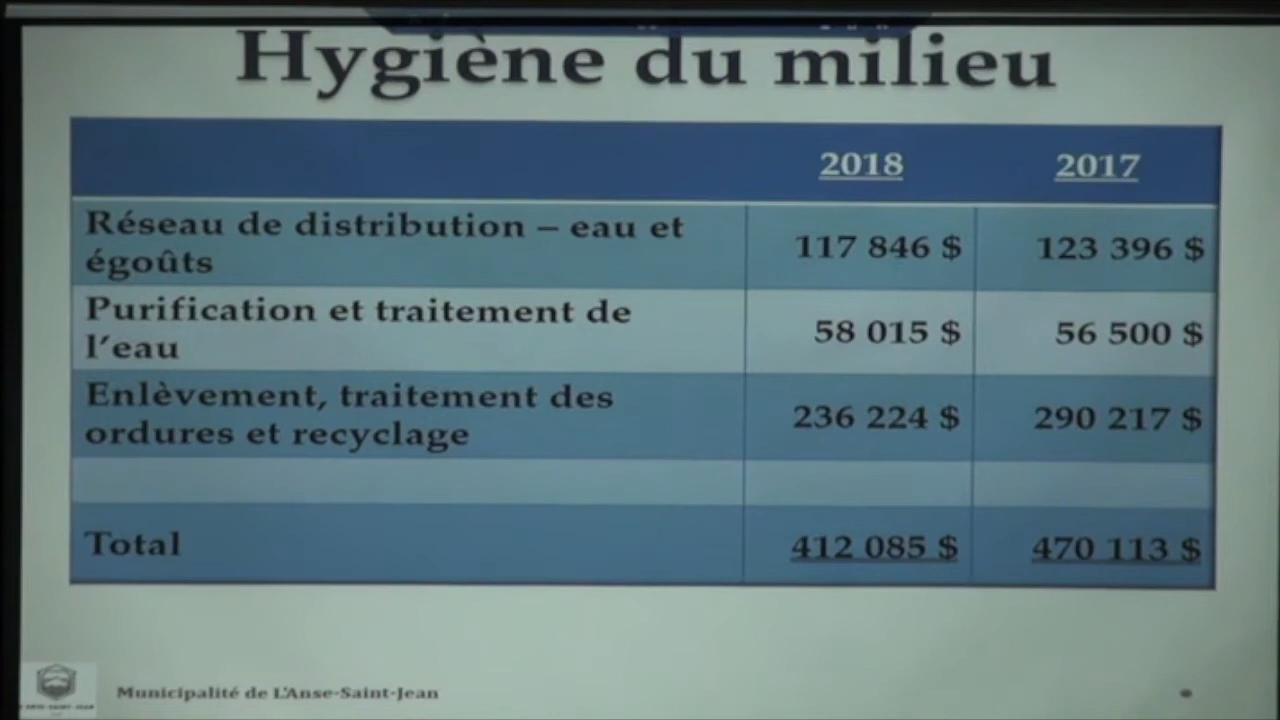 Hygiène du milieu
2018 2017
Réseau de distribution – eau et
égoûts
117 846 $ 123 396 $
Purification et traitement de
l’eau
58 015 $ 56 500 $
Enlèvement, traitement des
ordures et recyclage
236 224 $ 290 217 $
Total 412 085 $ 470 113 $
Municipalité de L'Anse-Saint-Jean